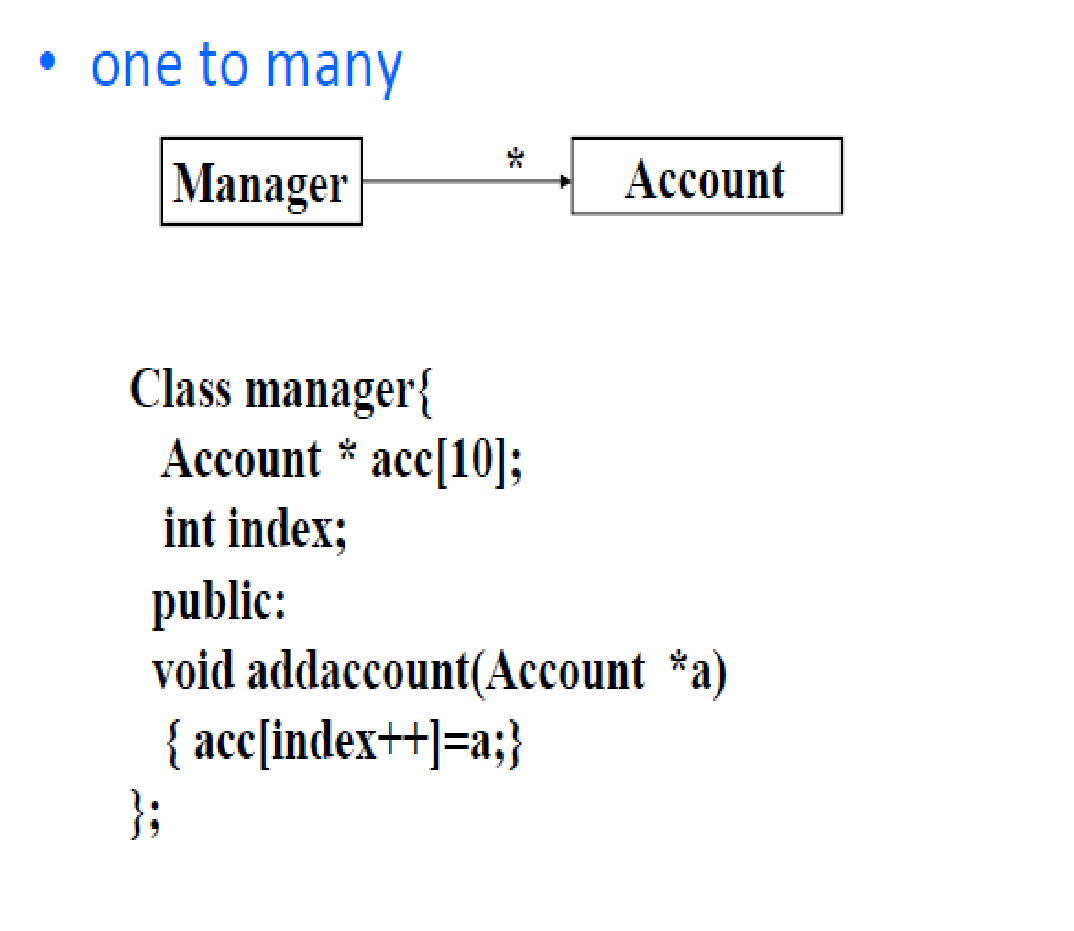 • one to many
*
Manager Account
Class manager{
Account * acc[10];
int index;
public:
void addaccount(Account *a)
{ acc[index++]=a;}
};